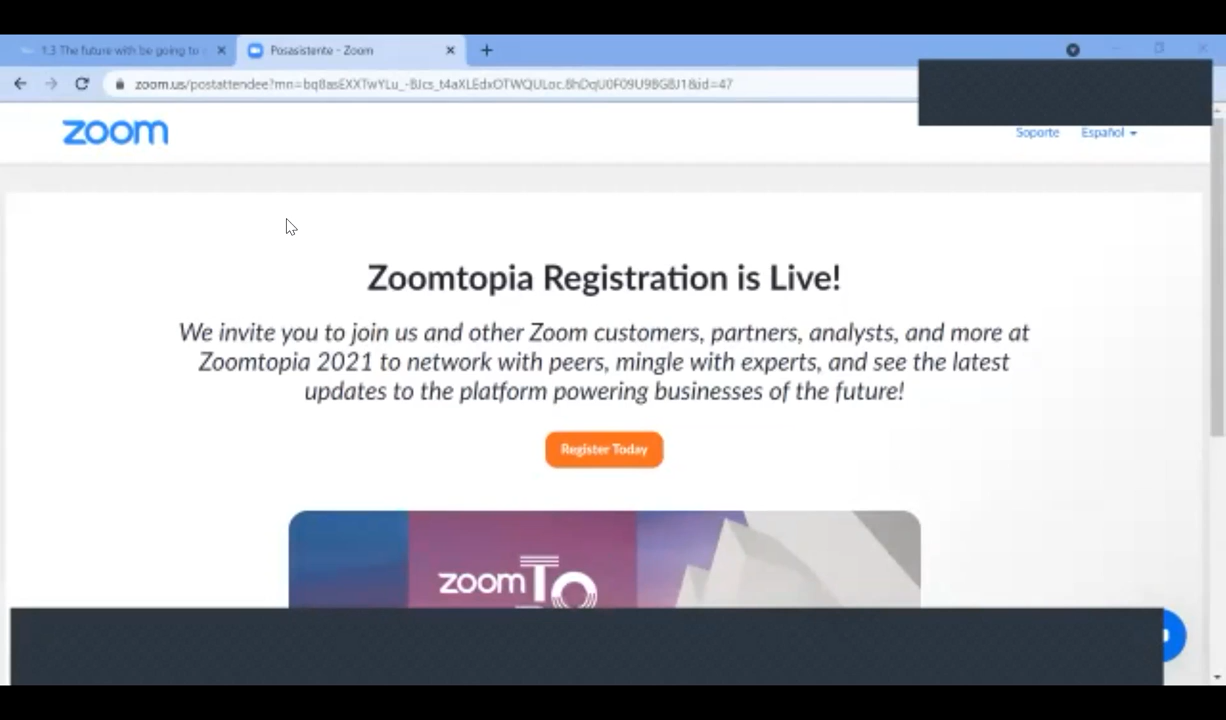 1.3 The future with be going to
Posasistente - Zoom
zoom.us/postattendee?mn=bqBasEXXTwYLu_-BJcs_t4aXLEdxOTWQULoc.8hDqU0F09U9BG8J1&id=47
zoom
Soporte
Español
Zoomtopia Registration is Live!
We invite you to join us and other Zoom customers, partners, analysts, and more at
Zoomtopia 2021 to network with peers, mingle with experts, and see the latest
updates to the platform powering businesses of the future!
Register Today
zoom To